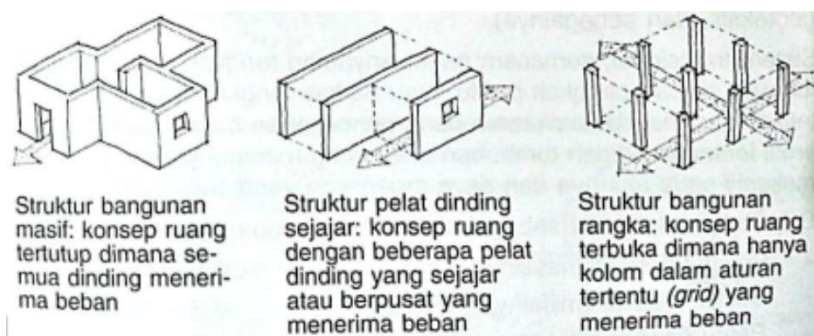 Struktur bangunan
masif: konsep ruang
tertutup dimana se-
mua dinding meneri-
ma beban
Struktur pelat dinding
sejajar: konsep ruang
dengan beberapa pelat
dinding yang sejajar
atau berpusat yang
menerima beban
Struktur bangunan
rangka: konsep ruang
terbuka dimana hanya
kolom dalam aturan
tertentu (grid) yang
menerima beban